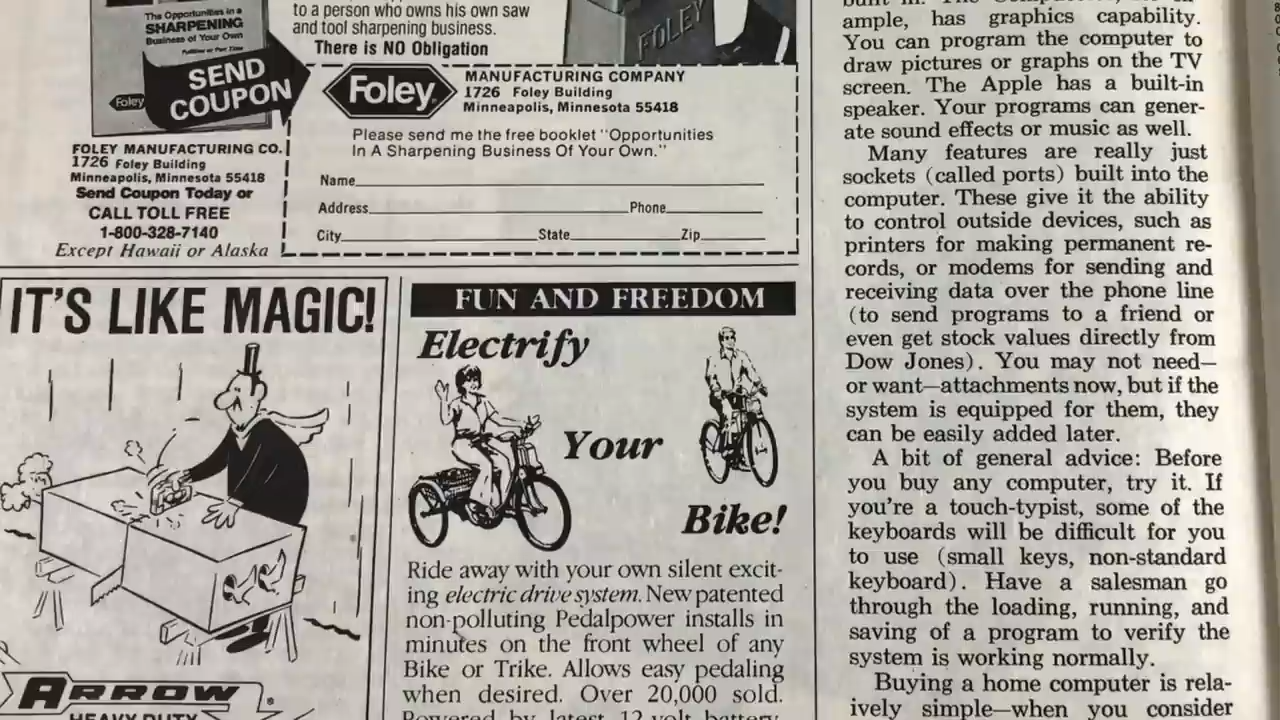 The Opportunities in a
SHARPENING
Business of Your Own
Fulltime or Part Time
SEND
COUPON
Foley
to a person who owns his own saw
and tool sharpening business.
There is NO Obligation
FOLEY
FOLEY MANUFACTURING CO.
1726 Foley Building
Minneapolis, Minnesota 55418
Send Coupon Today or
CALL TOLL FREE
1-800-328-7140
Except Hawaii or Alaska
Foley
MANUFACTURING COMPANY
1726 Foley Building
Minneapolis, Minnesota 55418
Please send me the free booklet "Opportunities
In A Sharpening Business Of Your Own."
Name
Address Phone
City State Zip
IT'S LIKE MAGIC!
ARROW
HEAVY DUTY
FUN AND FREEDOM
Electrify
Your
Bike!
Ride away with your own silent excit-
ing electric drive system. New patented
non-polluting Pedalpower installs in
minutes on the front wheel of any
Bike or Trike. Allows easy pedaling
when desired. Over 20,000 sold.
Powered by latest 12-volt battery,
ample, has graphics capability.
You can program the computer to
draw pictures or graphs on the TV
screen. The Apple has a built-in
speaker. Your programs can gener-
ate sound effects or music as well.
Many features are really just
sockets (called ports) built into the
computer. These give it the ability
to control outside devices, such as
printers for making permanent re-
cords, or modems for sending and
receiving data over the phone line
(to send programs to a friend or
even get stock values directly from
Dow Jones). You may not need—
or want—attachments now, but if the
system is equipped for them, they
can be easily added later.
A bit of general advice: Before
you buy any computer, try it. If
you're a touch-typist, some of the
keyboards will be difficult for you
to use (small keys, non-standard
keyboard). Have a salesman go
through the loading, running, and
saving of a program to verify the
system is working normally.
Buying a home computer is rela-
ively simple—when you consider